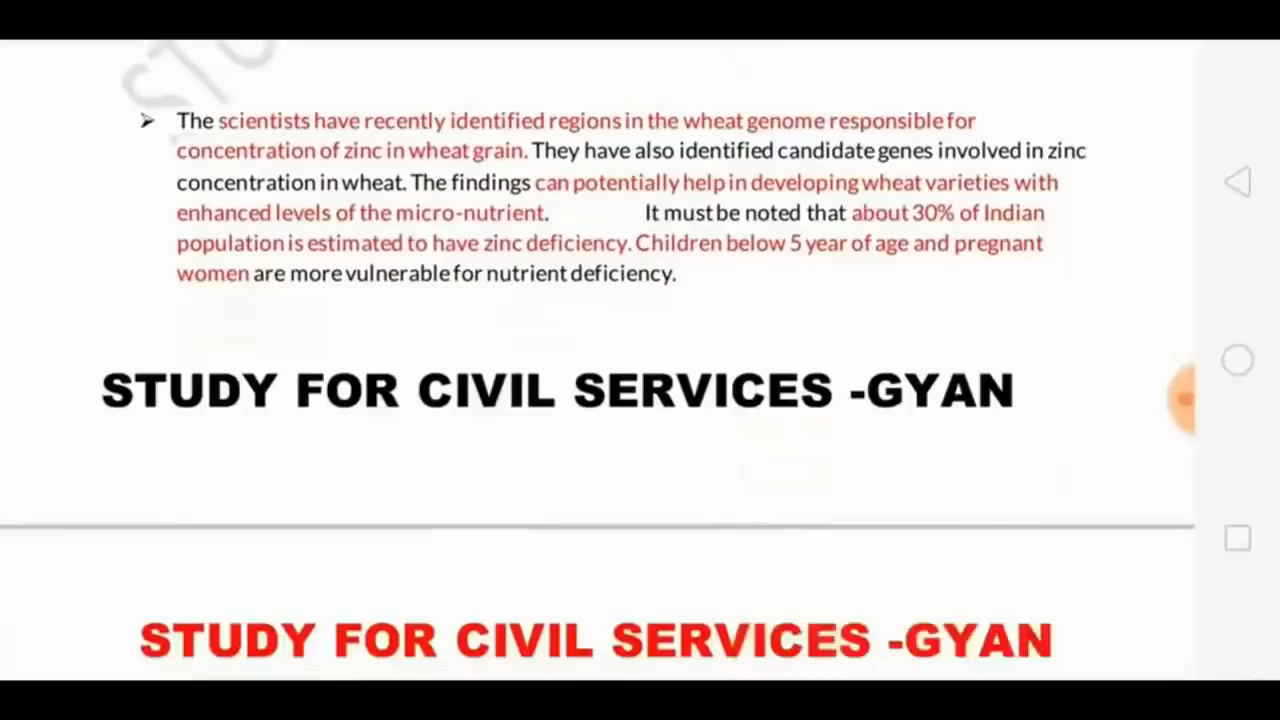 STU
➤ The scientists have recently identified regions in the wheat genome responsible for
concentration of zinc in wheat grain. They have also identified candidate genes involved in zinc
concentration in wheat. The findings can potentially help in developing wheat varieties with
enhanced levels of the micro-nutrient. It must be noted that about 30% of Indian
population is estimated to have zinc deficiency. Children below 5 year of age and pregnant
women are more vulnerable for nutrient deficiency.
STUDY FOR CIVIL SERVICES -GYAN
STUDY FOR CIVIL SERVICES -GYAN